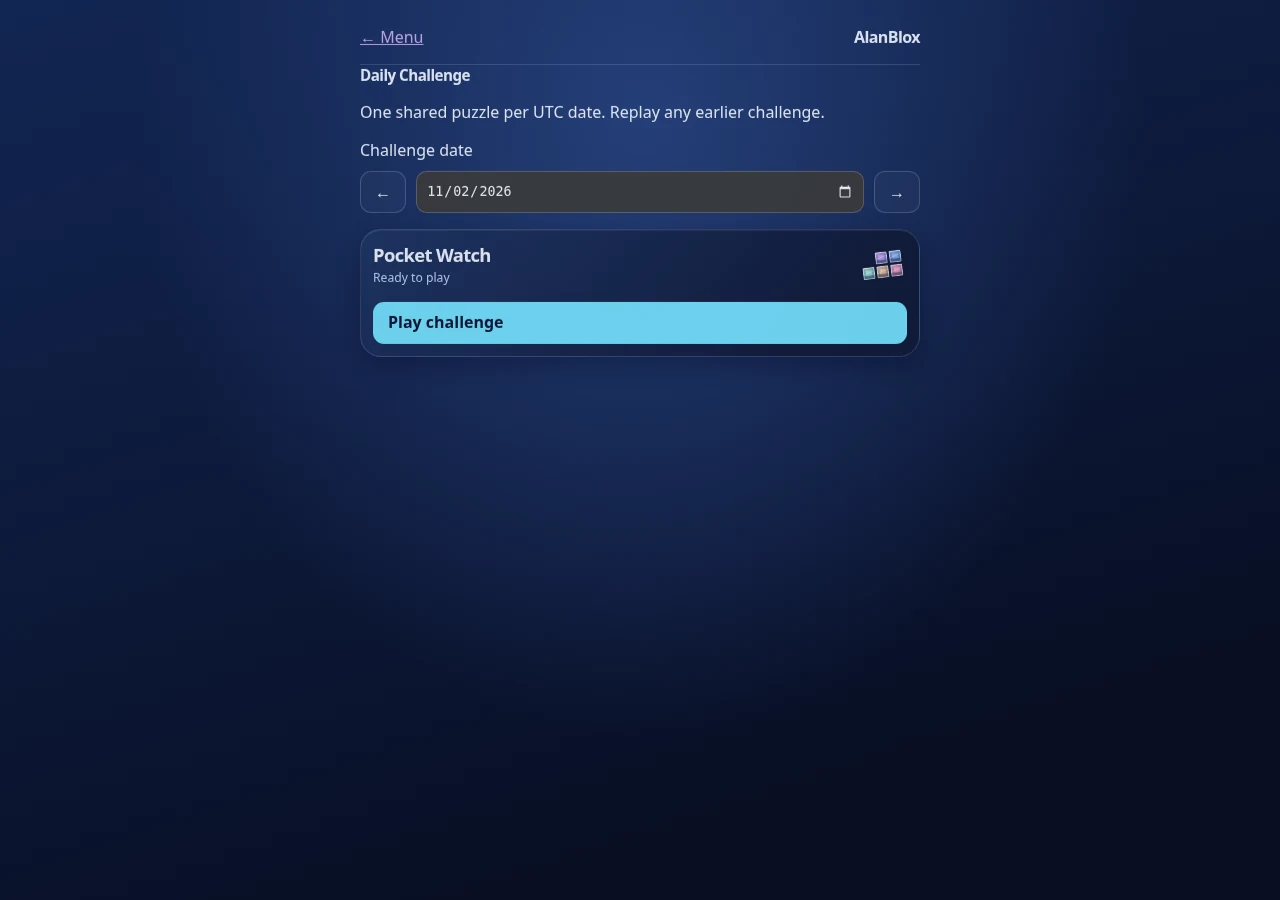 ← Menu
AlanBlox
Daily Challenge
One shared puzzle per UTC date. Replay any earlier challenge.
Challenge date
← 11/02/2026 →
Pocket Watch
Ready to play
Play challenge